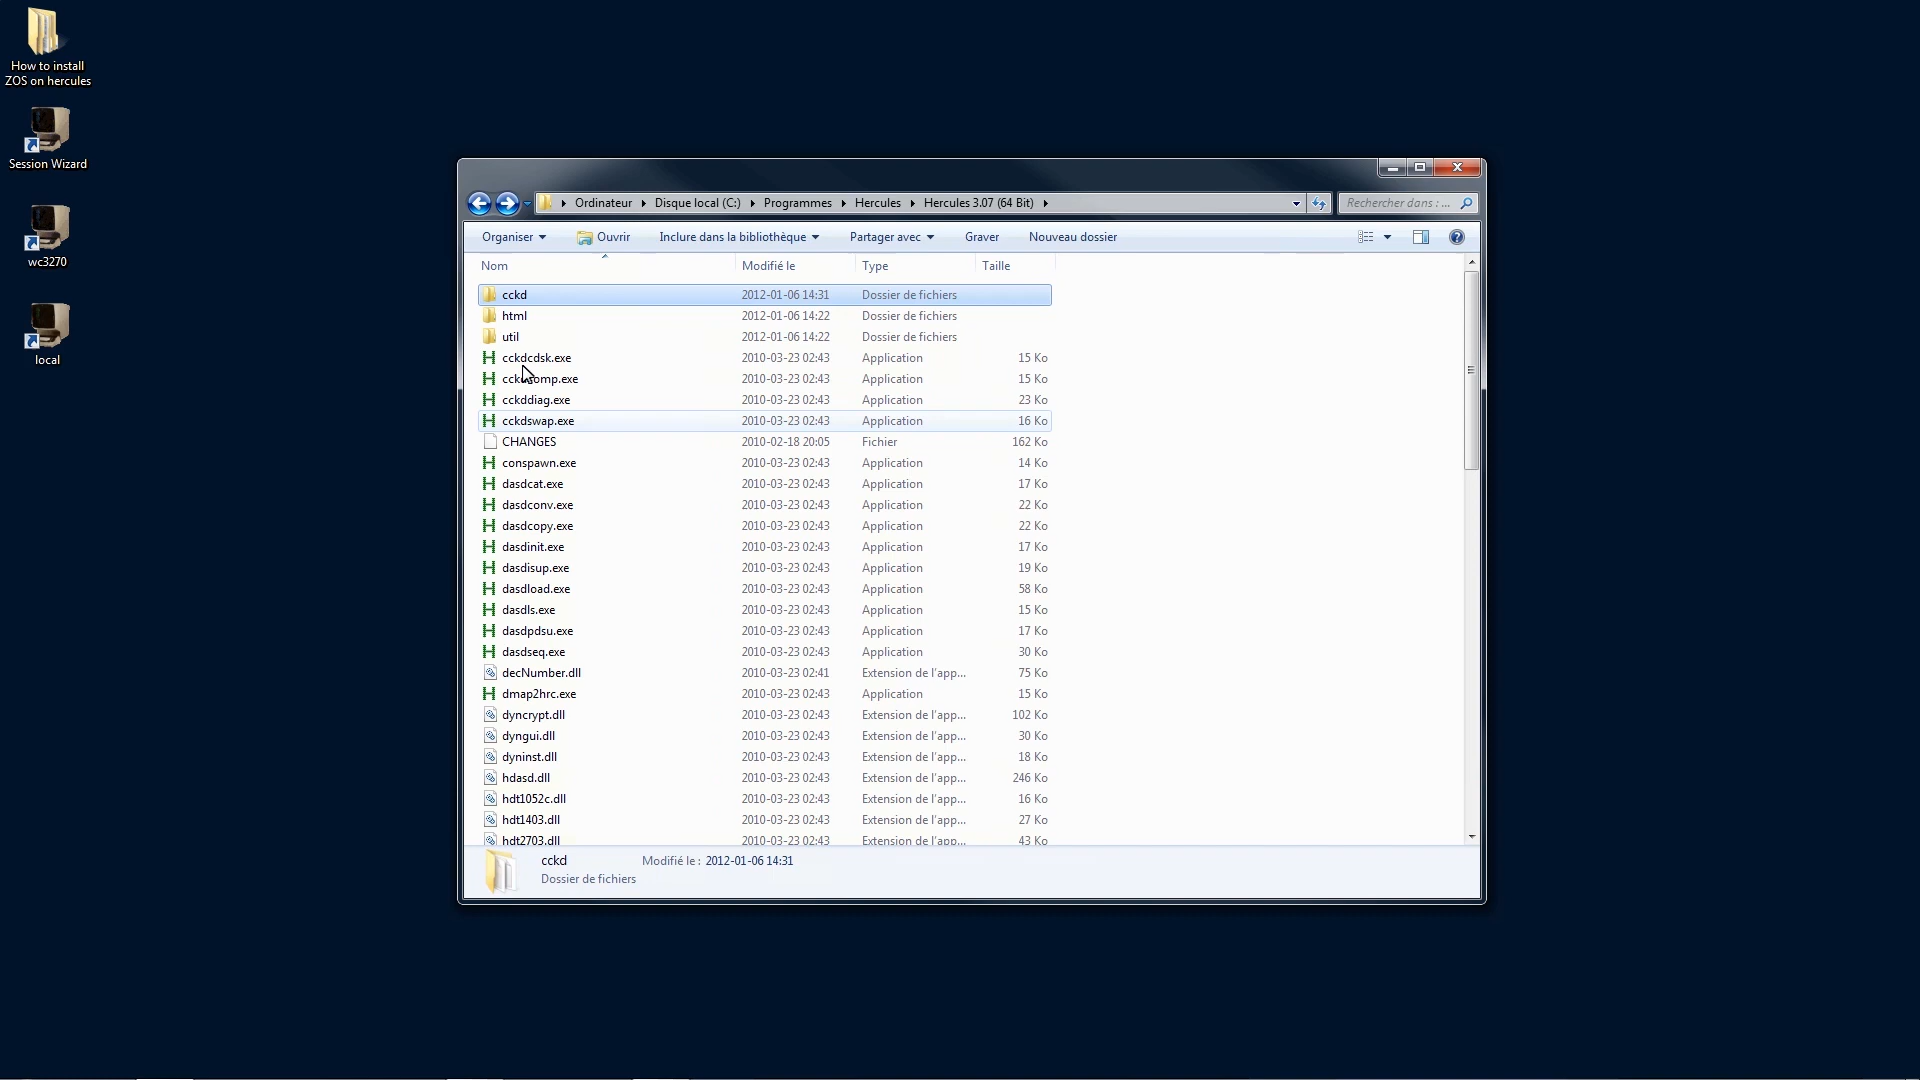 How to install
ZOS on hercules
Session Wizard
wc3270
local
Ordinateur Disque local (C:) Programmes Hercules Hercules 3.07 (64 Bit) Rechercher dans : ...
Organiser Ouvrir Inclure dans la bibliothèque Partager avec Graver Nouveau dossier
Nom Modifié le Type Taille
cckd 2012-01-06 14:31 Dossier de fichiers
html 2012-01-06 14:22 Dossier de fichiers
util 2012-01-06 14:22 Dossier de fichiers
cckdcdsk.exe 2010-03-23 02:43 Application 15 Ko
cckdcomp.exe 2010-03-23 02:43 Application 15 Ko
cckddiag.exe 2010-03-23 02:43 Application 23 Ko
cckdswap.exe 2010-03-23 02:43 Application 16 Ko
CHANGES 2010-02-18 20:05 Fichier 162 Ko
conspawn.exe 2010-03-23 02:43 Application 14 Ko
dasdcat.exe 2010-03-23 02:43 Application 17 Ko
dasdconv.exe 2010-03-23 02:43 Application 22 Ko
dasdcopy.exe 2010-03-23 02:43 Application 22 Ko
dasdinit.exe 2010-03-23 02:43 Application 17 Ko
dasdisup.exe 2010-03-23 02:43 Application 19 Ko
dasdload.exe 2010-03-23 02:43 Application 58 Ko
dasdls.exe 2010-03-23 02:43 Application 15 Ko
dasdpdsu.exe 2010-03-23 02:43 Application 17 Ko
dasdseq.exe 2010-03-23 02:43 Application 30 Ko
decNumber.dll 2010-03-23 02:41 Extension de l'app... 75 Ko
dmap2hrc.exe 2010-03-23 02:43 Application 15 Ko
dyncrypt.dll 2010-03-23 02:43 Extension de l'app... 102 Ko
dyngui.dll 2010-03-23 02:43 Extension de l'app... 30 Ko
dyninst.dll 2010-03-23 02:43 Extension de l'app... 18 Ko
hdasd.dll 2010-03-23 02:43 Extension de l'app... 246 Ko
hdt1052c.dll 2010-03-23 02:43 Extension de l'app... 16 Ko
hdt1403.dll 2010-03-23 02:43 Extension de l'app... 27 Ko
hdt2703.dll 2010-03-23 02:43 Extension de l'app... 43 Ko
cckd Modifié le : 2012-01-06 14:31
Dossier de fichiers